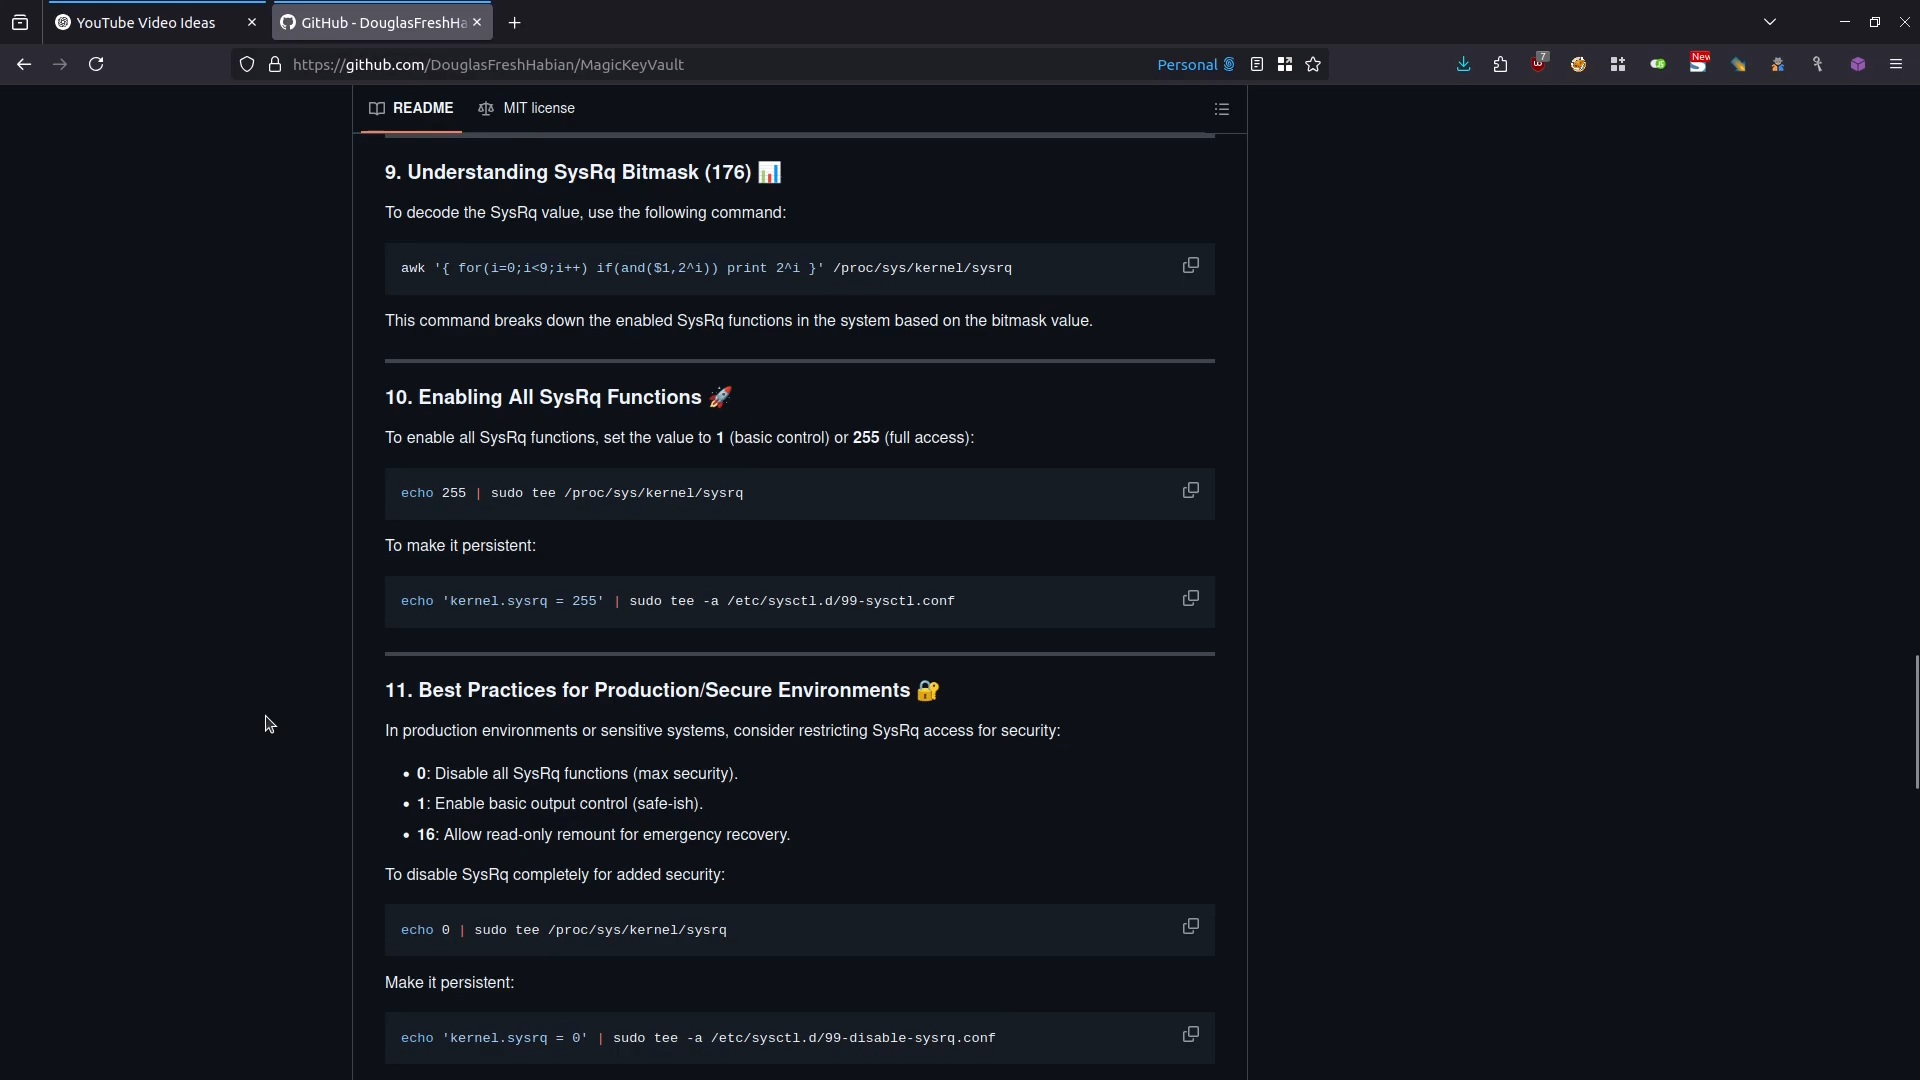 YouTube Video Ideas
GitHub - DouglasFreshHa
https://github.com/DouglasFreshHabian/MagicKeyVault
Personal
7
New
README
MIT license
9. Understanding SysRq Bitmask (176) 📊
To decode the SysRq value, use the following command:
awk '{ for(i=0;i<9;i++) if(and($1,2^i)) print 2^i }' /proc/sys/kernel/sysrq
This command breaks down the enabled SysRq functions in the system based on the bitmask value.
10. Enabling All SysRq Functions 🚀
To enable all SysRq functions, set the value to 1 (basic control) or 255 (full access):
echo 255 | sudo tee /proc/sys/kernel/sysrq
To make it persistent:
echo 'kernel.sysrq = 255' | sudo tee -a /etc/sysctl.d/99-sysctl.conf
11. Best Practices for Production/Secure Environments 🔐
In production environments or sensitive systems, consider restricting SysRq access for security:
• 0: Disable all SysRq functions (max security).
• 1: Enable basic output control (safe-ish).
• 16: Allow read-only remount for emergency recovery.
To disable SysRq completely for added security:
echo 0 | sudo tee /proc/sys/kernel/sysrq
Make it persistent:
echo 'kernel.sysrq = 0' | sudo tee -a /etc/sysctl.d/99-disable-sysrq.conf